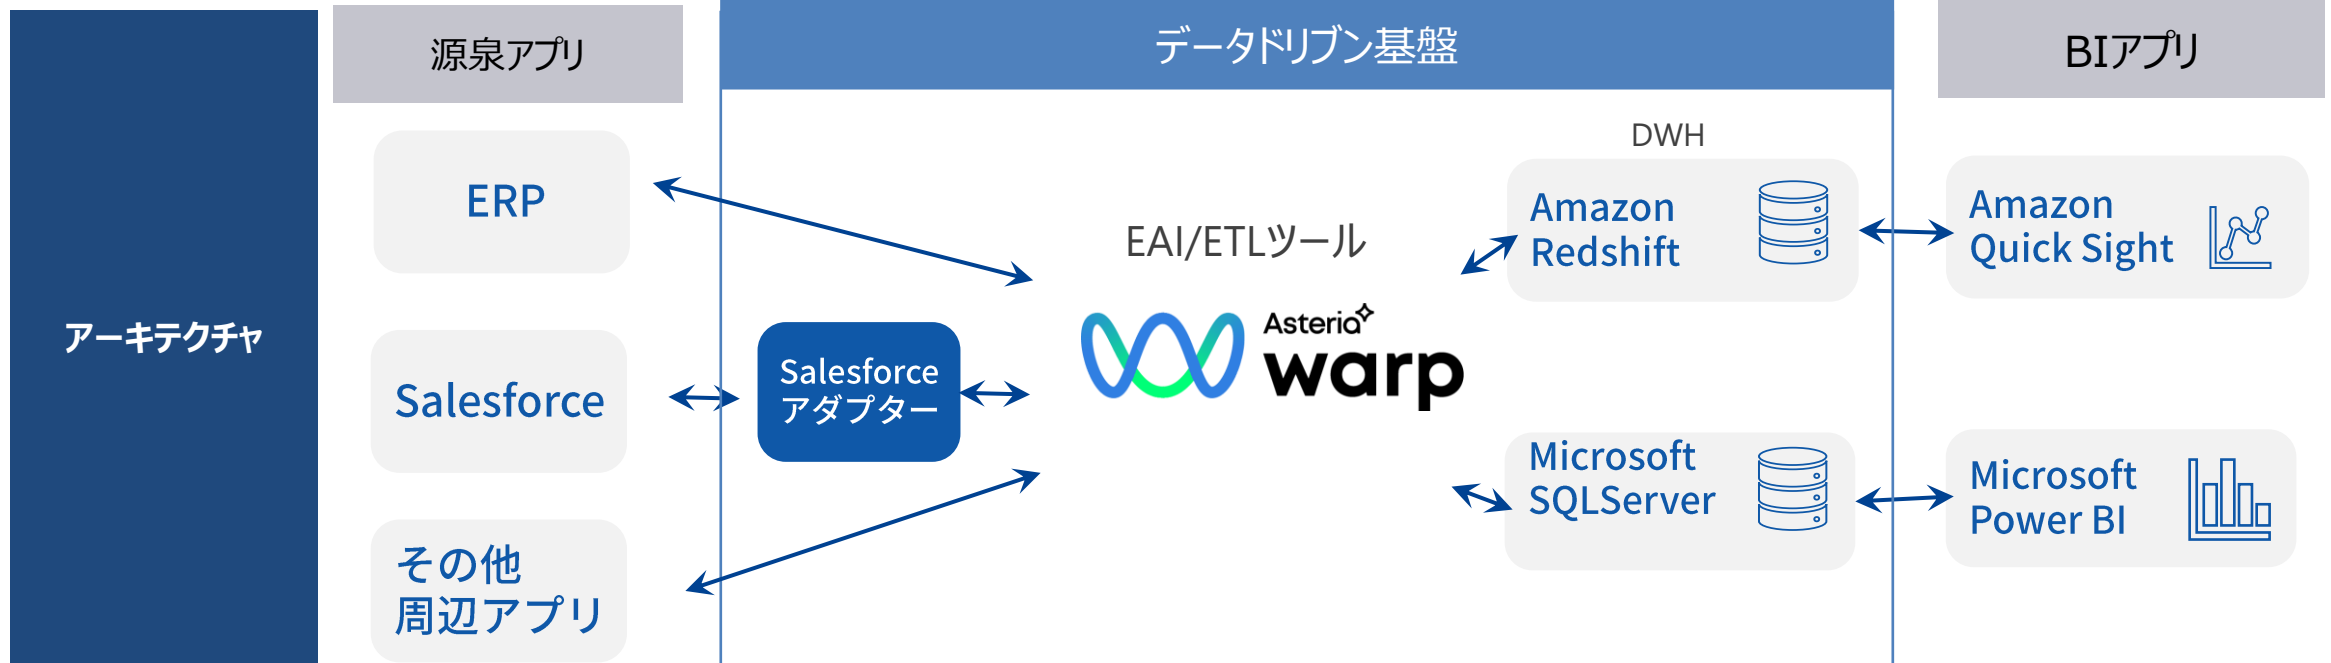 アーキテクチャ
源泉アプリ
データドリブン基盤
BIアプリ
ERP
Salesforce
その他
周辺アプリ
Salesforce
アダプター
EAI/ETLツール
Asteria
warp
DWH
Amazon
Redshift
Microsoft
SQLServer
Amazon
Quick Sight
Microsoft
Power BI